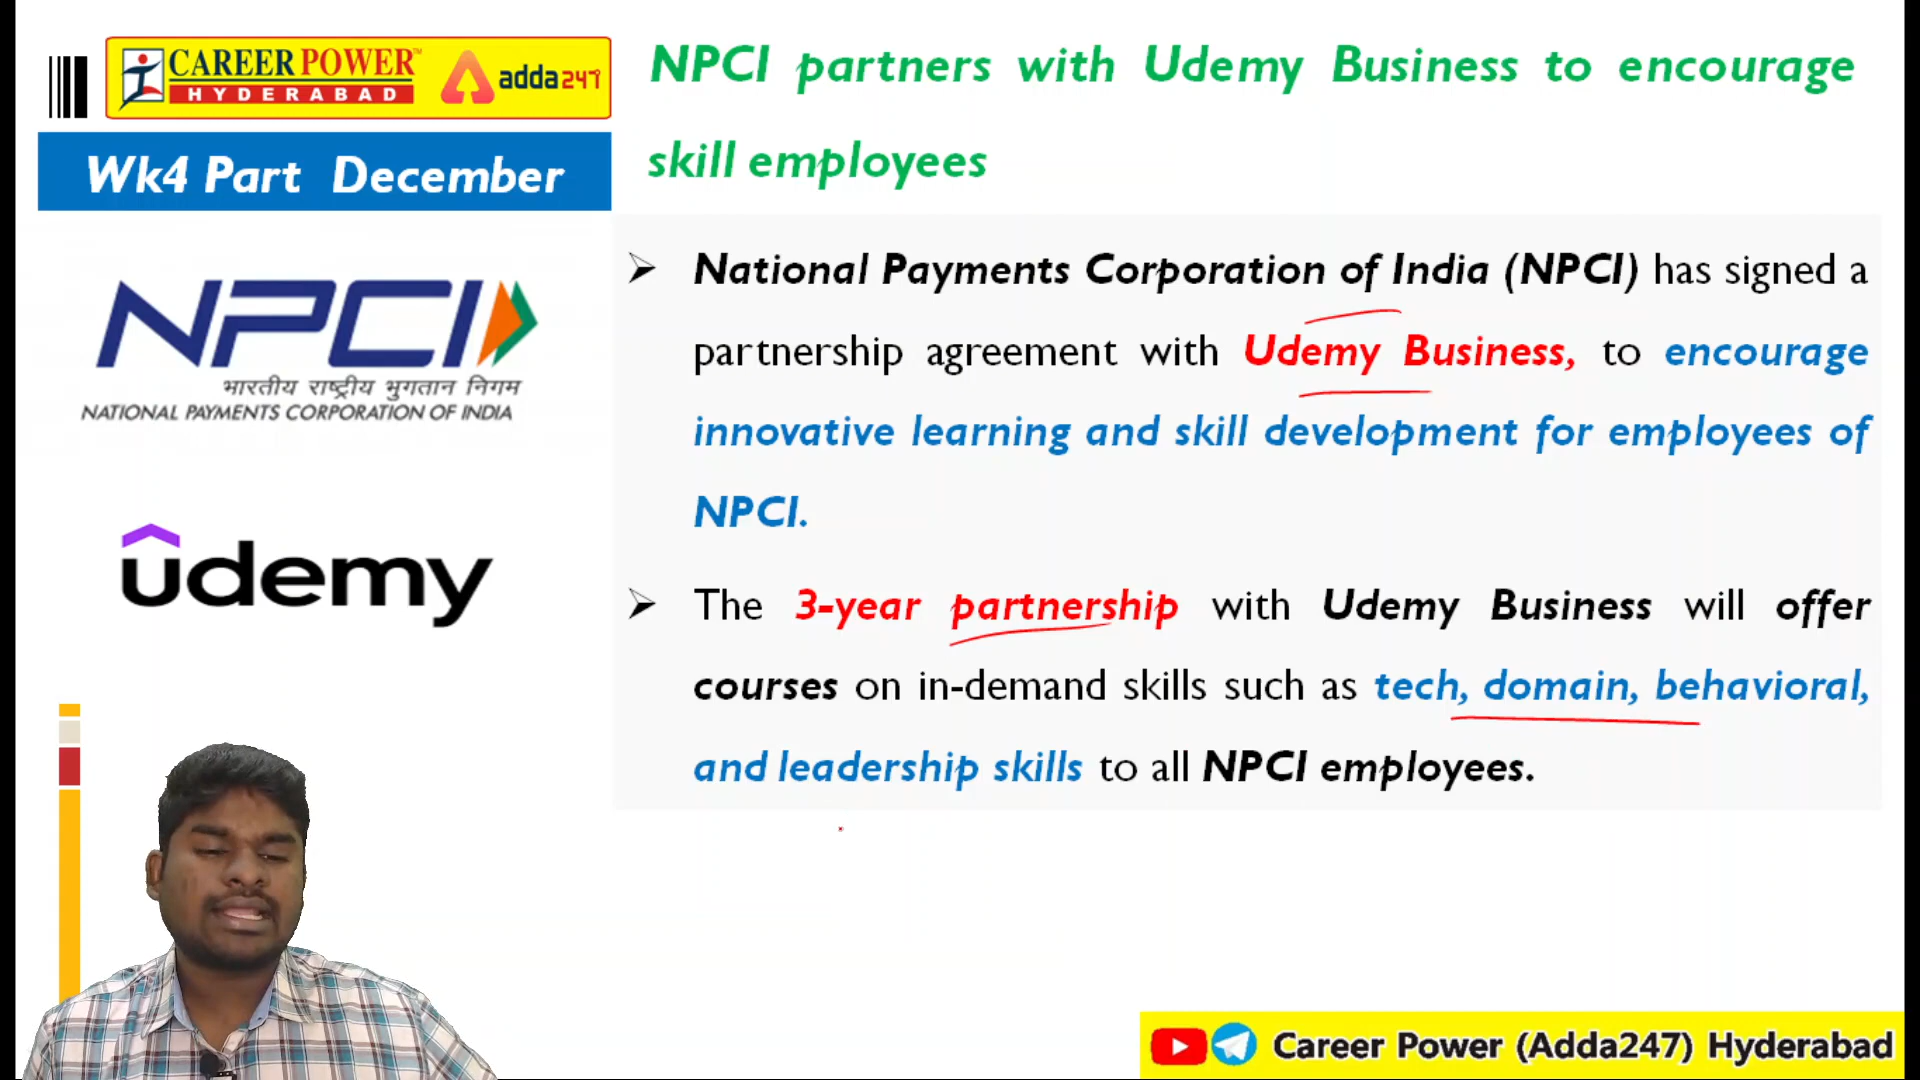 CAREER POWER™
HYDERABAD
adda247
Wk4 Part December
NPCI partners with Udemy Business to encourage
skill employees
NPCI
भारतीय राष्ट्रीय भुगतान निगम
NATIONAL PAYMENTS CORPORATION OF INDIA
udemy
➢ National Payments Corporation of India (NPCI) has signed a
partnership agreement with Udemy Business, to encourage
innovative learning and skill development for employees of
NPCI.
➢ The 3-year partnership with Udemy Business will offer
courses on in-demand skills such as tech, domain, behavioral,
and leadership skills to all NPCI employees.
Career Power (Adda247) Hyderabad